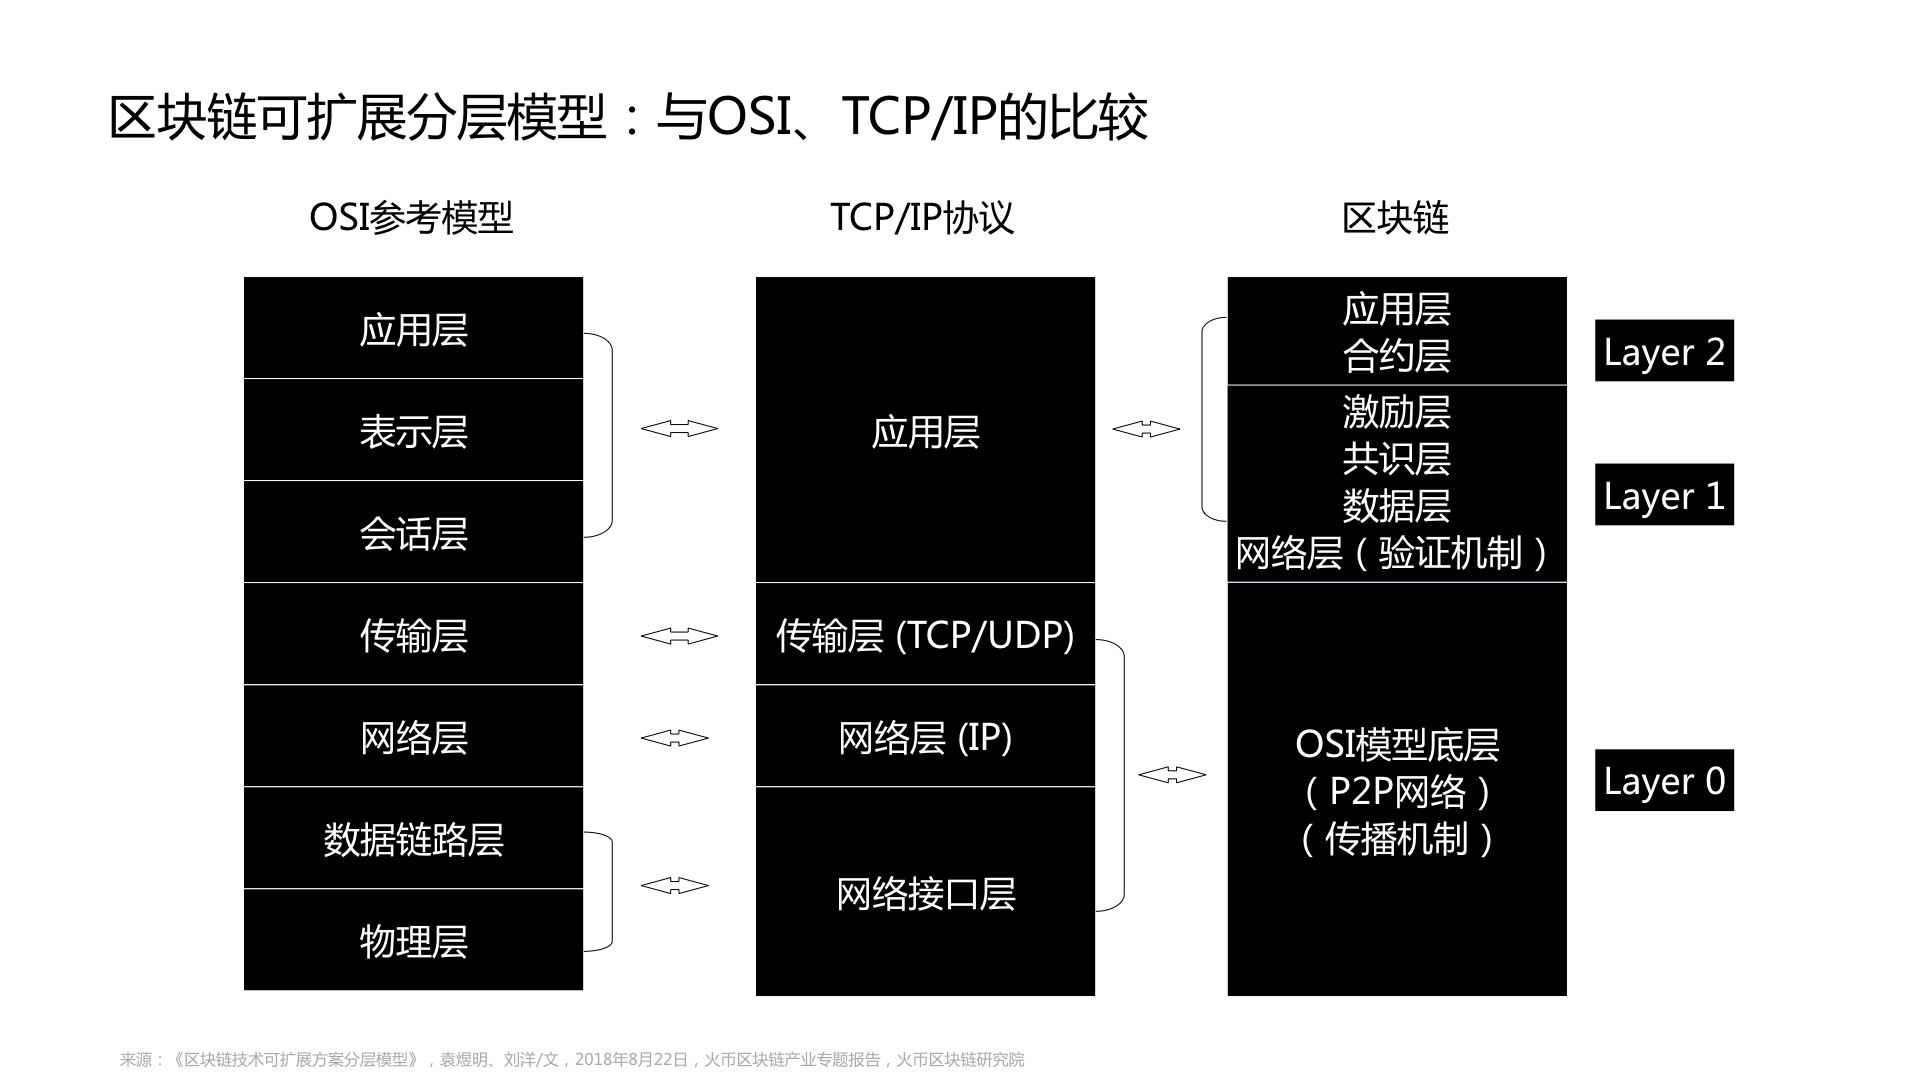 区块链可扩展分层模型：与OSI、TCP/IP的比较
OSI参考模型
应用层
表示层
会话层
传输层
网络层
数据链路层
物理层
TCP/IP协议
应用层
传输层 (TCP/UDP)
网络层 (IP)
网络接口层
区块链
应用层
合约层
激励层
共识层
数据层
网络层（验证机制）
OSI模型底层
（P2P网络）
（传播机制）
Layer 2
Layer 1
Layer 0
来源：《区块链技术可扩展方案分层模型》，袁煜明、刘洋/文，2018年8月22日，火币区块链产业专题报告，火币区块链研究院